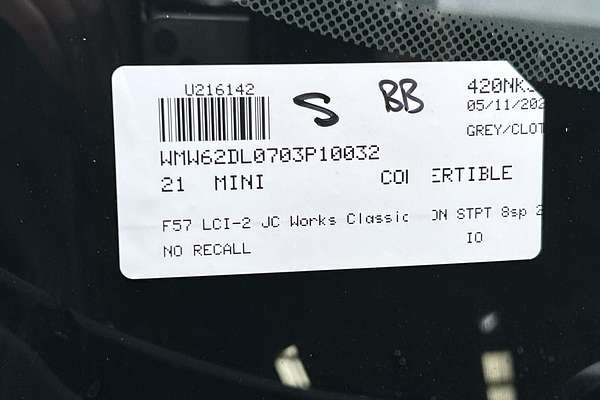 U216142
S BB
420NK
05/11/202
GREY/CLOT
WMW62DL0703P10032
21 MINI CO ERTIBLE
F57 LCI-2 JC Works Classic ON STPT 8sp 2
NO RECALL IO